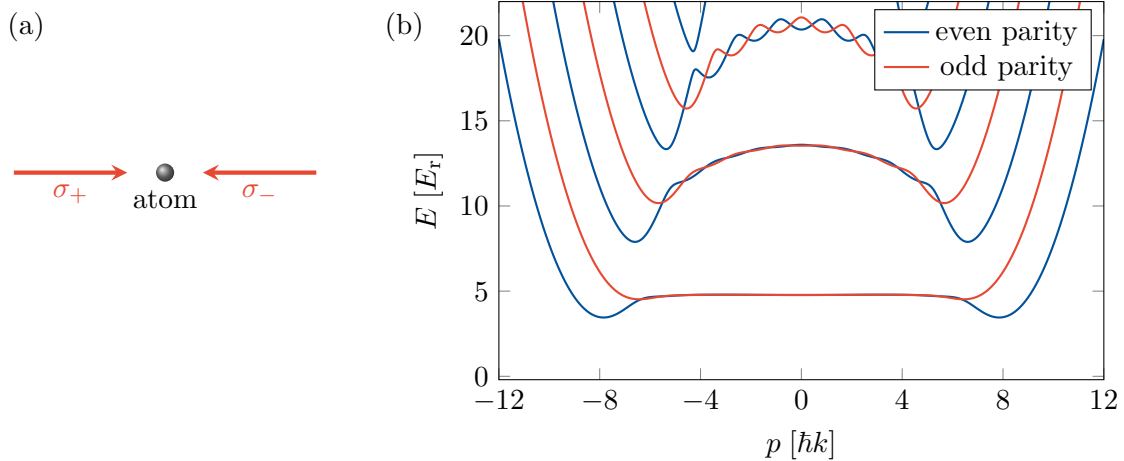 (a)
σ₊
σ₋
atom
(b)
even parity
odd parity
20
15
10
5
0
E [Eᵣ]
−12
−8
−4
0
4
8
12
p [ℏk]